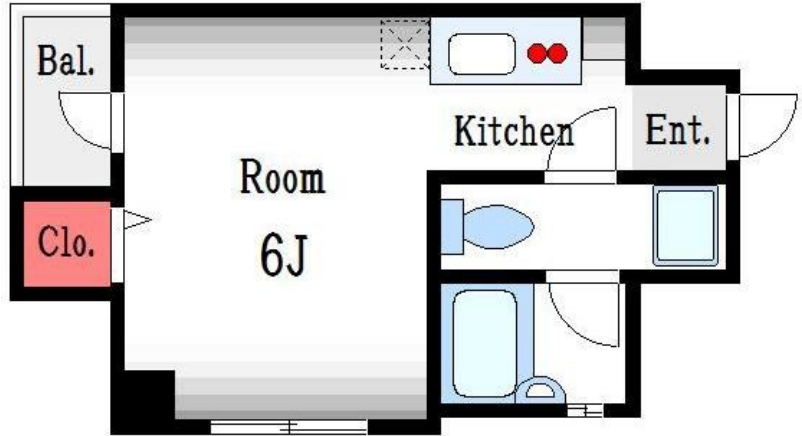 Bal.
Kitchen
Ent.
Room
6J
Clo.